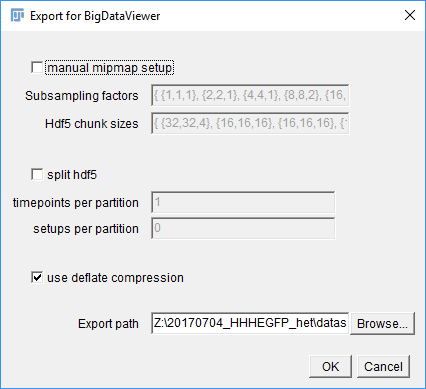 Export for BigDataViewer
manual mipmap setup
Subsampling factors { {1,1,1}, {2,2,1}, {4,4,1}, {8,8,2}, {16,
Hdf5 chunk sizes { {32,32,4}, {16,16,16}, {16,16,16}, {
split hdf5
timepoints per partition 1
setups per partition 0
use deflate compression
Export path Z:\20170704_HHHEGFP_het\datas Browse...
OK Cancel